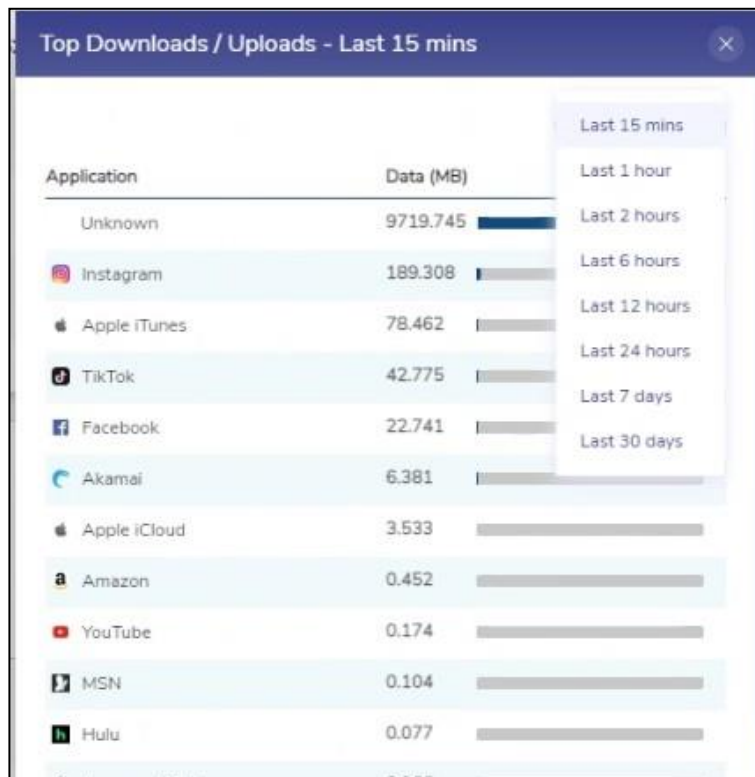 Top Downloads / Uploads - Last 15 mins
Last 15 mins
Application Data (MB)
Last 1 hour
Unknown 9719.745
Last 2 hours
Instagram 189.308
Last 6 hours
Apple iTunes 78.462
Last 12 hours
TikTok 42.775
Last 24 hours
Facebook 22.741
Last 7 days
Last 30 days
Akamai 6.381
Apple iCloud 3.533
Amazon 0.452
YouTube 0.174
MSN 0.104
Hulu 0.077